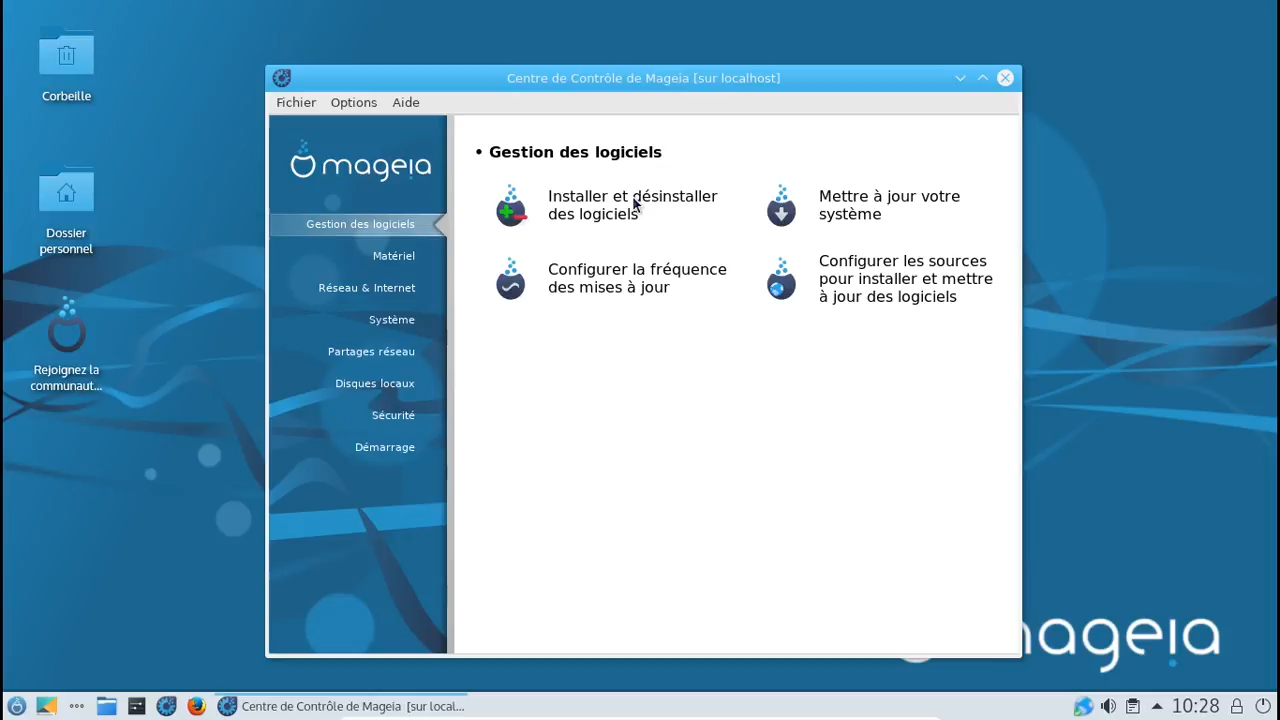 Corbeille
Dossier
personnel
Rejoignez la
communaut...
Centre de Contrôle de Mageia [sur localhost]
Fichier Options Aide
mageia
Gestion des logiciels
Matériel
Réseau & Internet
Système
Partages réseau
Disques locaux
Sécurité
Démarrage
• Gestion des logiciels
Installer et désinstaller
des logiciels
Mettre à jour votre
système
Configurer la fréquence
des mises à jour
Configurer les sources
pour installer et mettre
à jour des logiciels
mageia
Centre de Contrôle de Mageia [sur local...
10:28